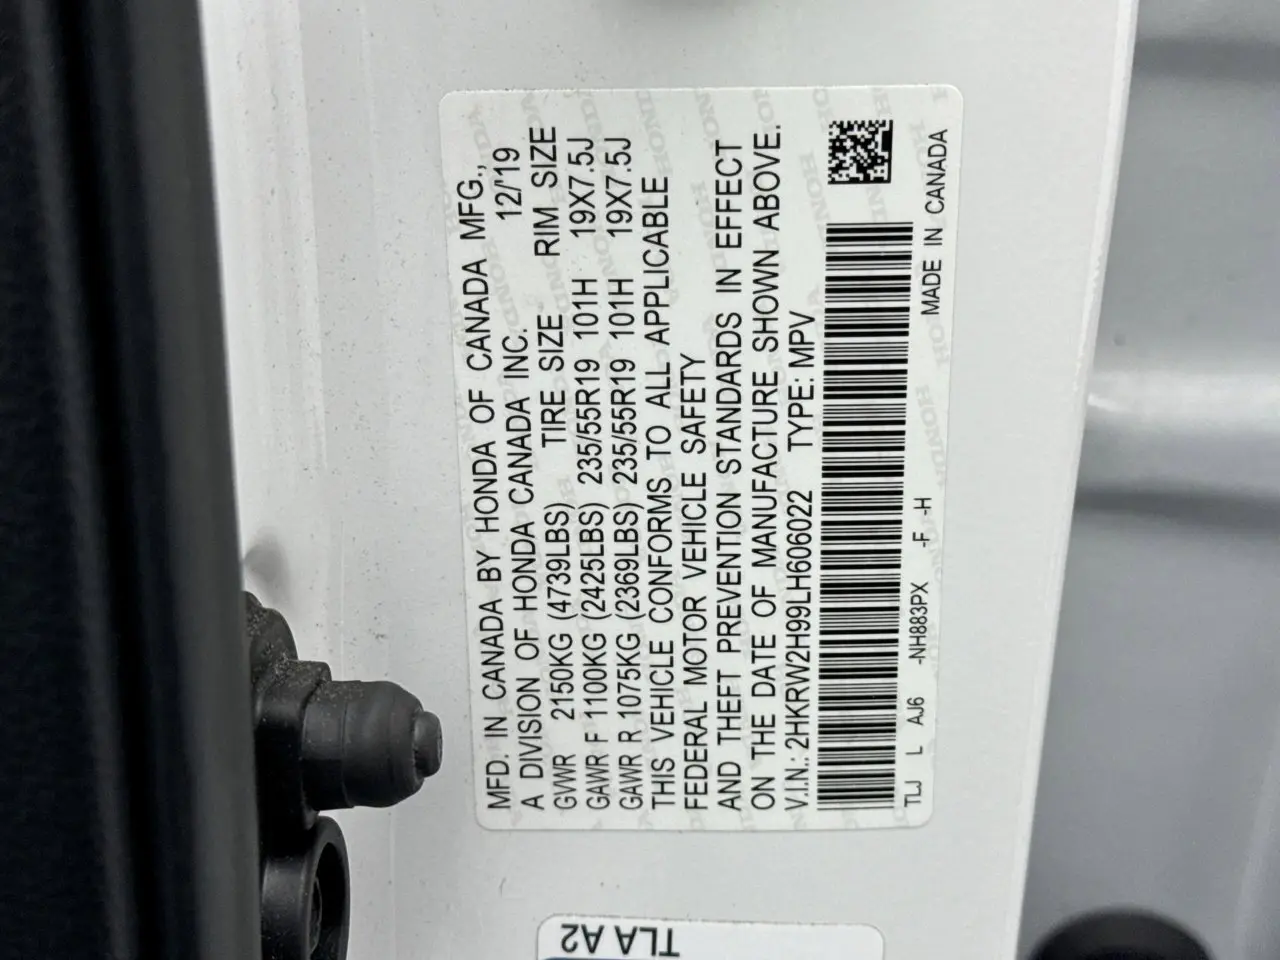 MFD. IN CANADA BY HONDA OF CANADA MFG.,
A DIVISION OF HONDA CANADA INC. 12/'19
GVWR 2150KG (4739LBS) TIRE SIZE RIM SIZE
GAWR F 1100KG (2425LBS) 235/55R19 101H 19X7.5J
GAWR R 1075KG (2369LBS) 235/55R19 101H 19X7.5J
THIS VEHICLE CONFORMS TO ALL APPLICABLE
FEDERAL MOTOR VEHICLE SAFETY
AND THEFT PREVENTION STANDARDS IN EFFECT
ON THE DATE OF MANUFACTURE SHOWN ABOVE.
V.I.N.: 2HKRW2H99LH606022 TYPE: MPV
TLJ L AJ6 -NH883PX -F -H MADE IN CANADA
TLA A2